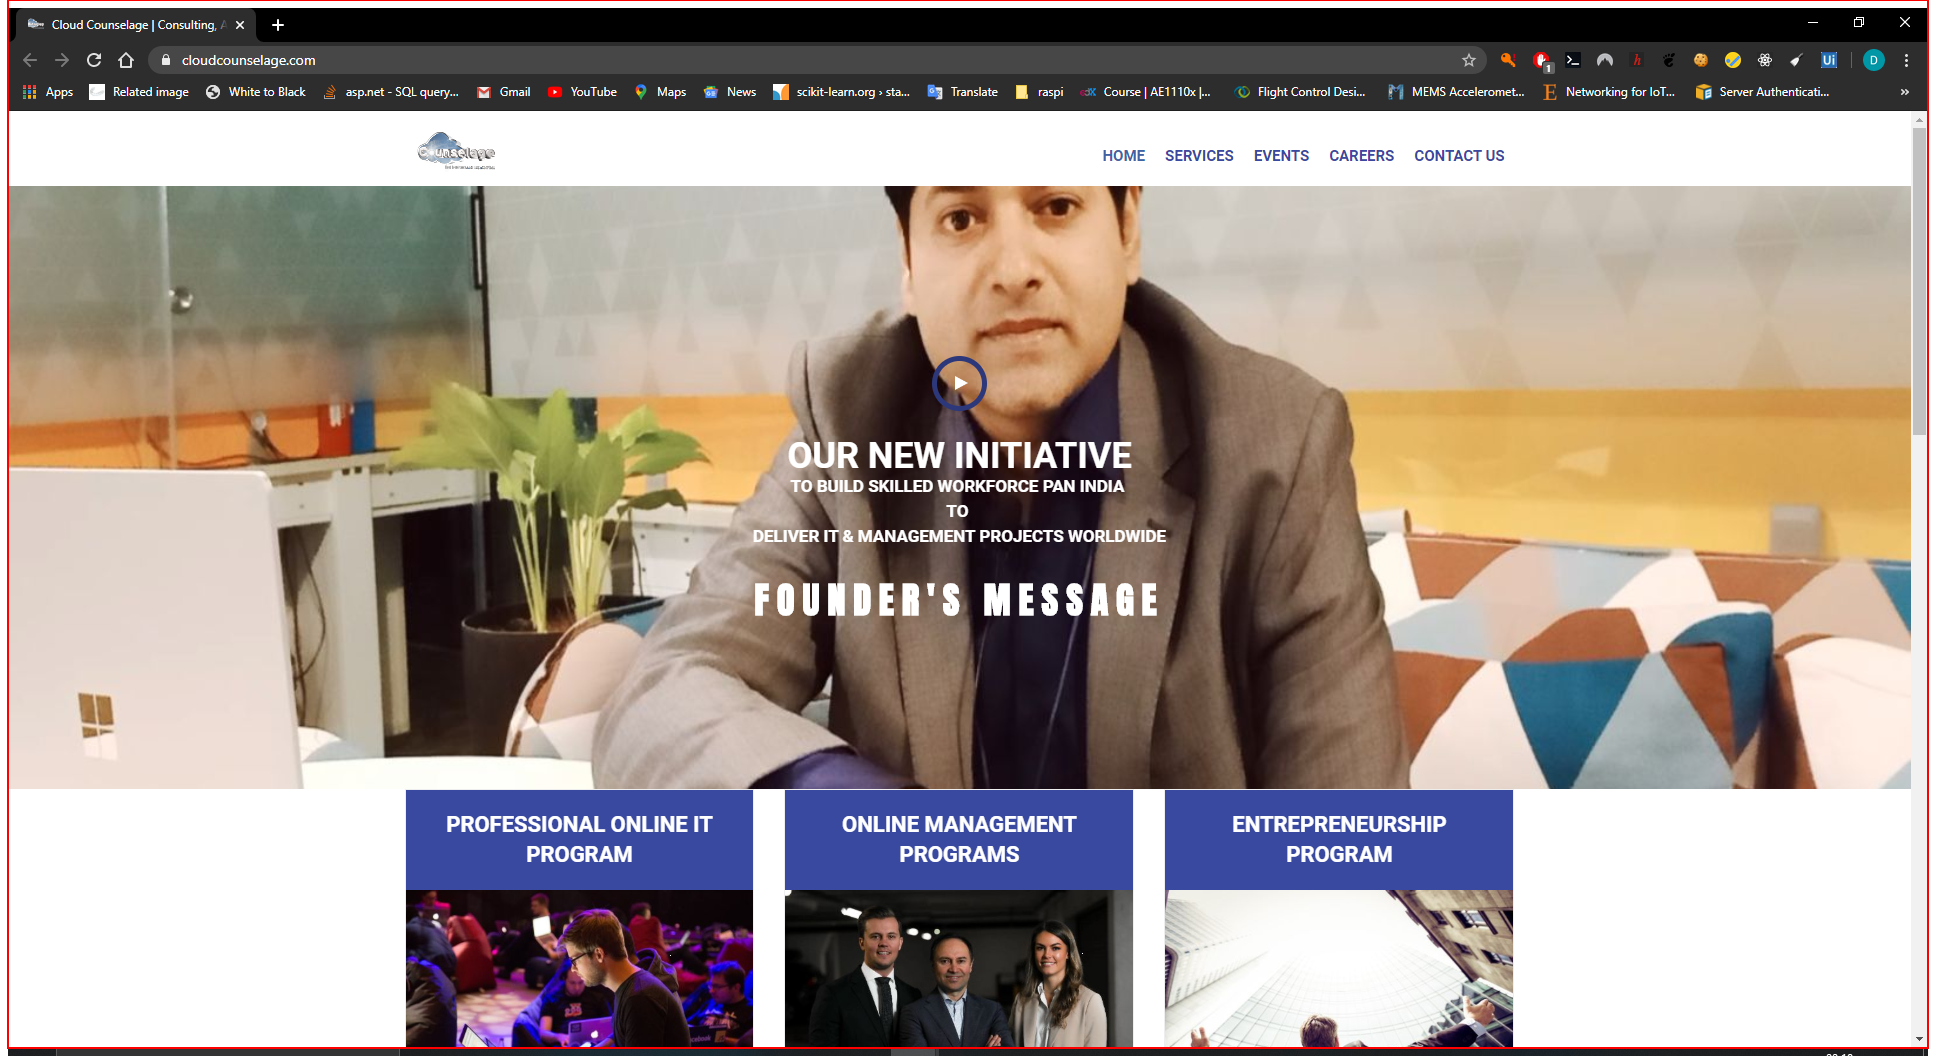 Cloud Counselage | Consulting, A
cloudcounselage.com
1
Ui
D
Apps
Related image
White to Black
asp.net - SQL query...
Gmail
YouTube
Maps
News
scikit-learn.org › sta...
Translate
raspi
Course | AE1110x |...
Flight Control Desi...
MEMS Acceleromet...
Networking for IoT...
Server Authenticati...
»
Counselage
HOME SERVICES EVENTS CAREERS CONTACT US
OUR NEW INITIATIVE
TO BUILD SKILLED WORKFORCE PAN INDIA
TO
DELIVER IT & MANAGEMENT PROJECTS WORLDWIDE
FOUNDER'S MESSAGE
PROFESSIONAL ONLINE IT
PROGRAM
ONLINE MANAGEMENT
PROGRAMS
ENTREPRENEURSHIP
PROGRAM